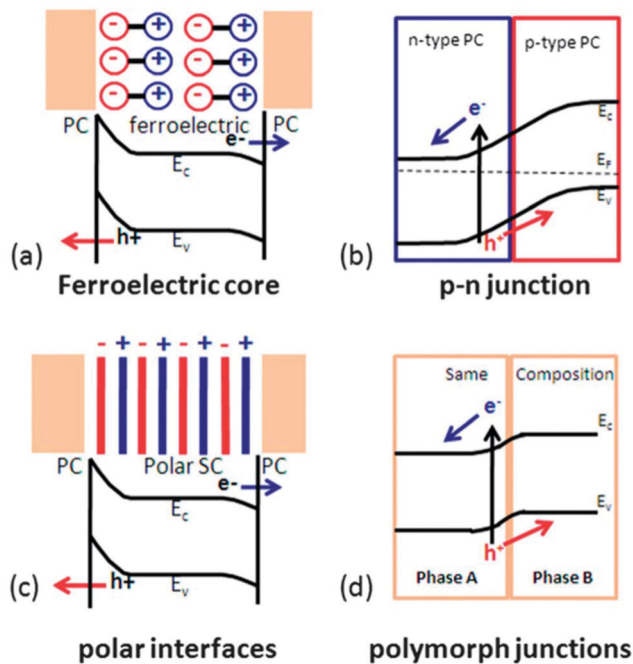 - + - +
- + - +
- + - +
PC ferroelectric PC
e-
Ec
h+
Ev
(a)
Ferroelectric core
n-type PC p-type PC
e-
Ec
EF
Ev
h+
(b)
p-n junction
- + - + - + - +
PC Polar SC PC
e-
Ec
h+
Ev
(c)
polar interfaces
Same Composition
e-
Ec
Ev
h+
Phase A Phase B
(d)
polymorph junctions